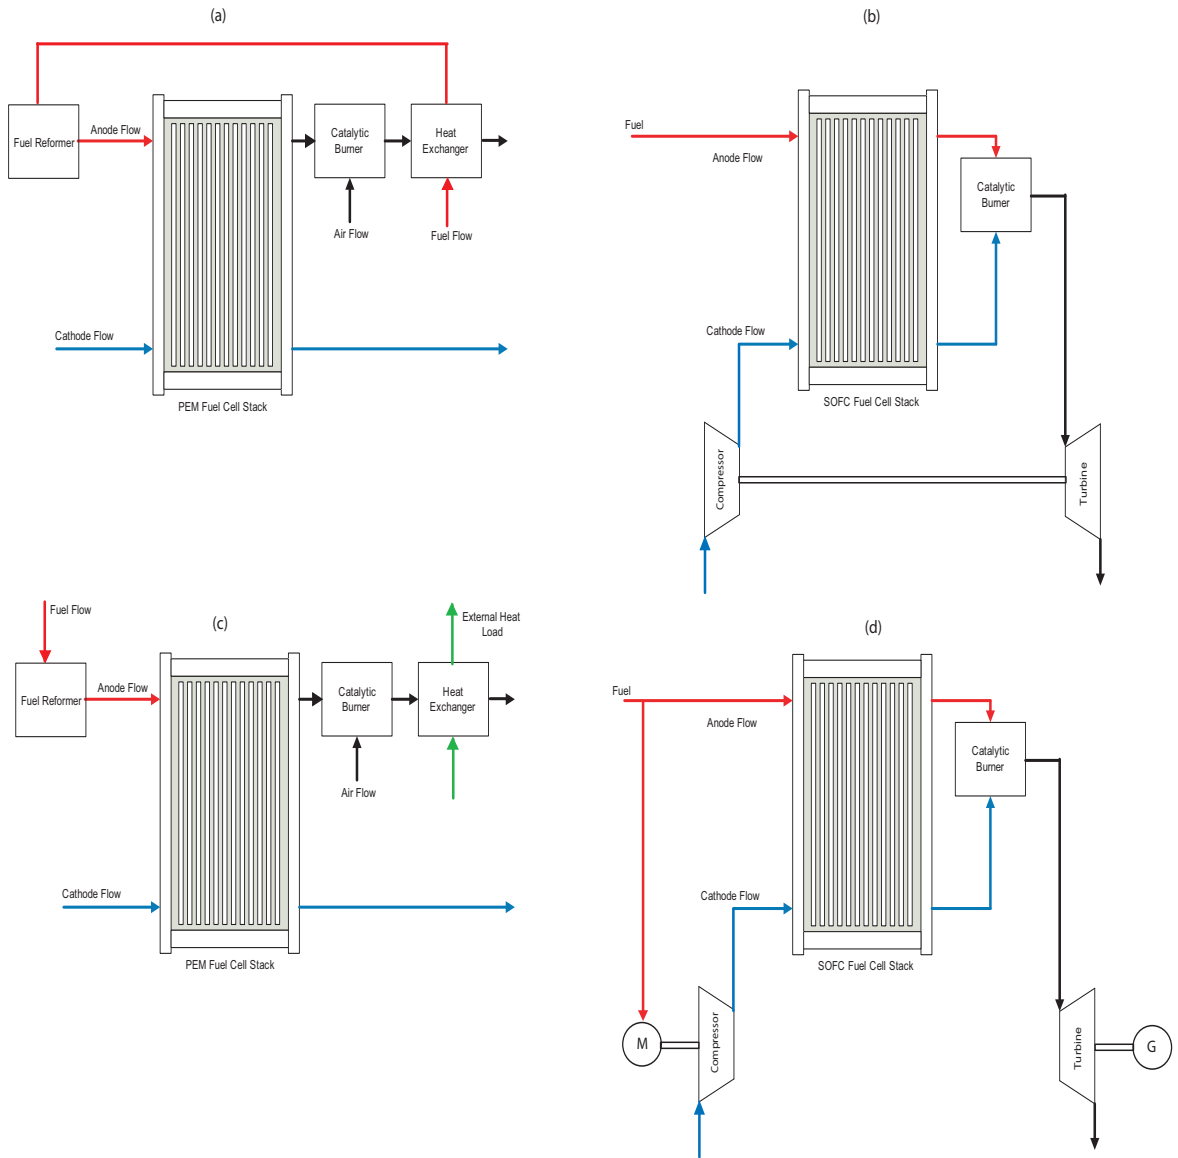 (a)
Fuel Reformer
Anode Flow
Catalytic
Burner
Heat
Exchanger
Air Flow
Fuel Flow
Cathode Flow
PEM Fuel Cell Stack
(b)
Fuel
Anode Flow
Catalytic
Burner
Cathode Flow
SOFC Fuel Cell Stack
Compressor
Turbine
(c)
Fuel Flow
External Heat
Load
Fuel Reformer
Anode Flow
Catalytic
Burner
Heat
Exchanger
Air Flow
Cathode Flow
PEM Fuel Cell Stack
(d)
Fuel
Anode Flow
Catalytic
Burner
Cathode Flow
SOFC Fuel Cell Stack
M
Compressor
Turbine
G